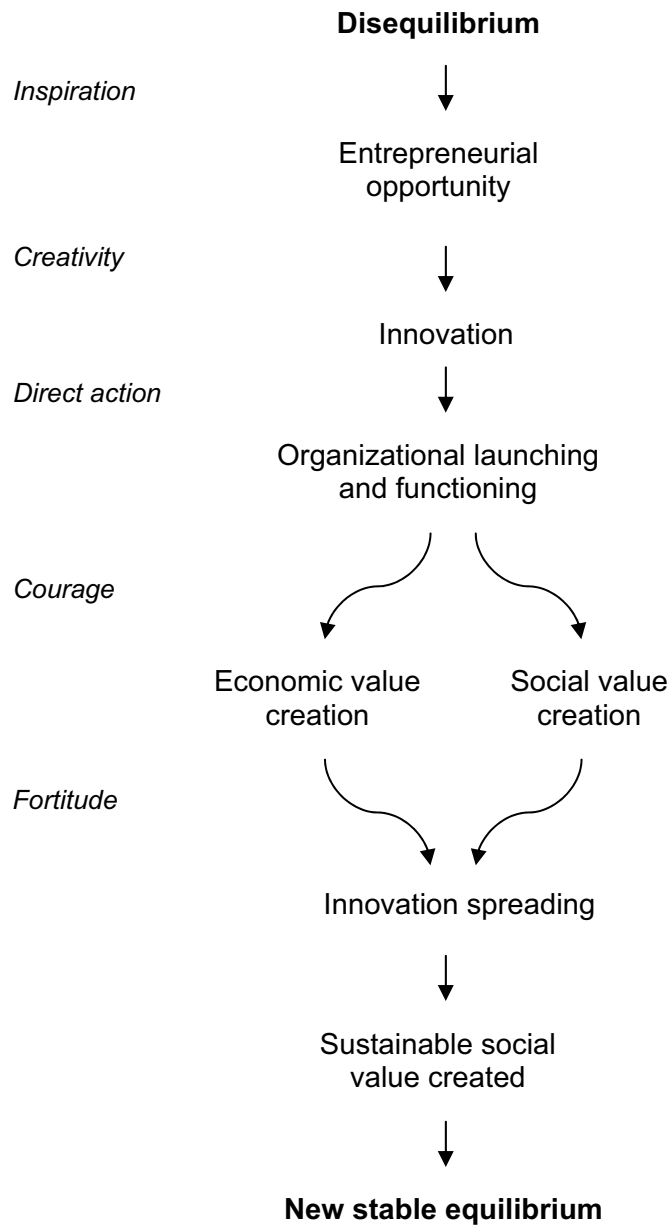 Disequilibrium
Inspiration
Entrepreneurial
opportunity
Creativity
Innovation
Direct action
Organizational launching
and functioning
Courage
Economic value
creation
Social value
creation
Fortitude
Innovation spreading
Sustainable social
value created
New stable equilibrium